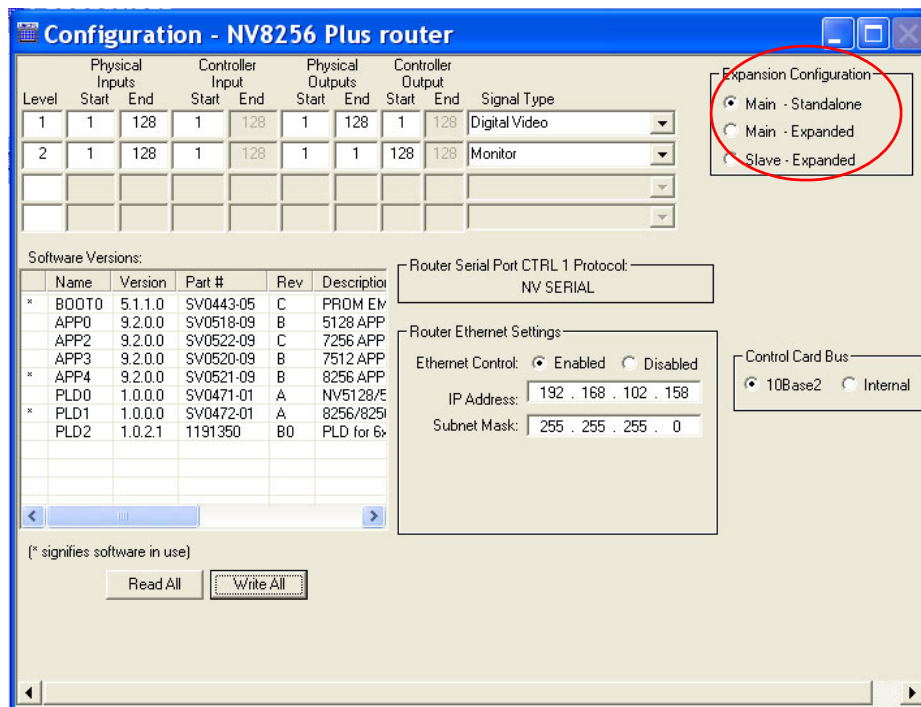 Configuration - NV8256 Plus router
Physical Inputs Controller Input Physical Outputs Controller Output
Level Start End Start End Start End Start End Signal Type
1 1 128 1 128 1 128 1 128 Digital Video
2 1 128 1 128 1 1 128 128 Monitor
Expansion Configuration
Main - Standalone
Main - Expanded
Slave - Expanded
Software Versions:
Name Version Part # Rev Description
* BOOT0 5.1.1.0 SV0443-05 C PROM EM
APP0 9.2.0.0 SV0518-09 B 5128 APP
APP2 9.2.0.0 SV0522-09 C 7256 APP
APP3 9.2.0.0 SV0520-09 B 7512 APP
* APP4 9.2.0.0 SV0521-09 B 8256 APP
PLD0 1.0.0.0 SV0471-01 A NV5128/5
* PLD1 1.0.0.0 SV0472-01 A 8256/825
PLD2 1.0.2.1 1191350 B0 PLD for 6x
(* signifies software in use)
Read All Write All
Router Serial Port CTRL 1 Protocol:
NV SERIAL
Router Ethernet Settings
Ethernet Control: Enabled Disabled
IP Address: 192 . 168 . 102 . 158
Subnet Mask: 255 . 255 . 255 . 0
Control Card Bus
10Base2 Internal